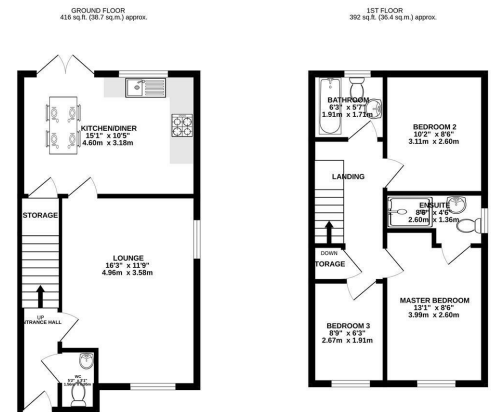 GROUND FLOOR
416 sq.ft. (38.7 sq.m.) approx.
KITCHEN/DINER
15'1" x 10'5"
4.60m x 3.18m
STORAGE
LOUNGE
16'3" x 11'9"
4.96m x 3.58m
UP
ENTRANCE HALL
WC
1ST FLOOR
392 sq.ft. (36.4 sq.m.) approx.
BATHROOM
6'3" x 5'7"
1.91m x 1.71m
BEDROOM 2
10'2" x 8'6"
3.11m x 2.60m
LANDING
ENSUITE
8'6" x 4'6"
2.60m x 1.36m
DOWN
STORAGE
MASTER BEDROOM
13'1" x 8'6"
3.99m x 2.60m
BEDROOM 3
8'9" x 6'3"
2.67m x 1.91m